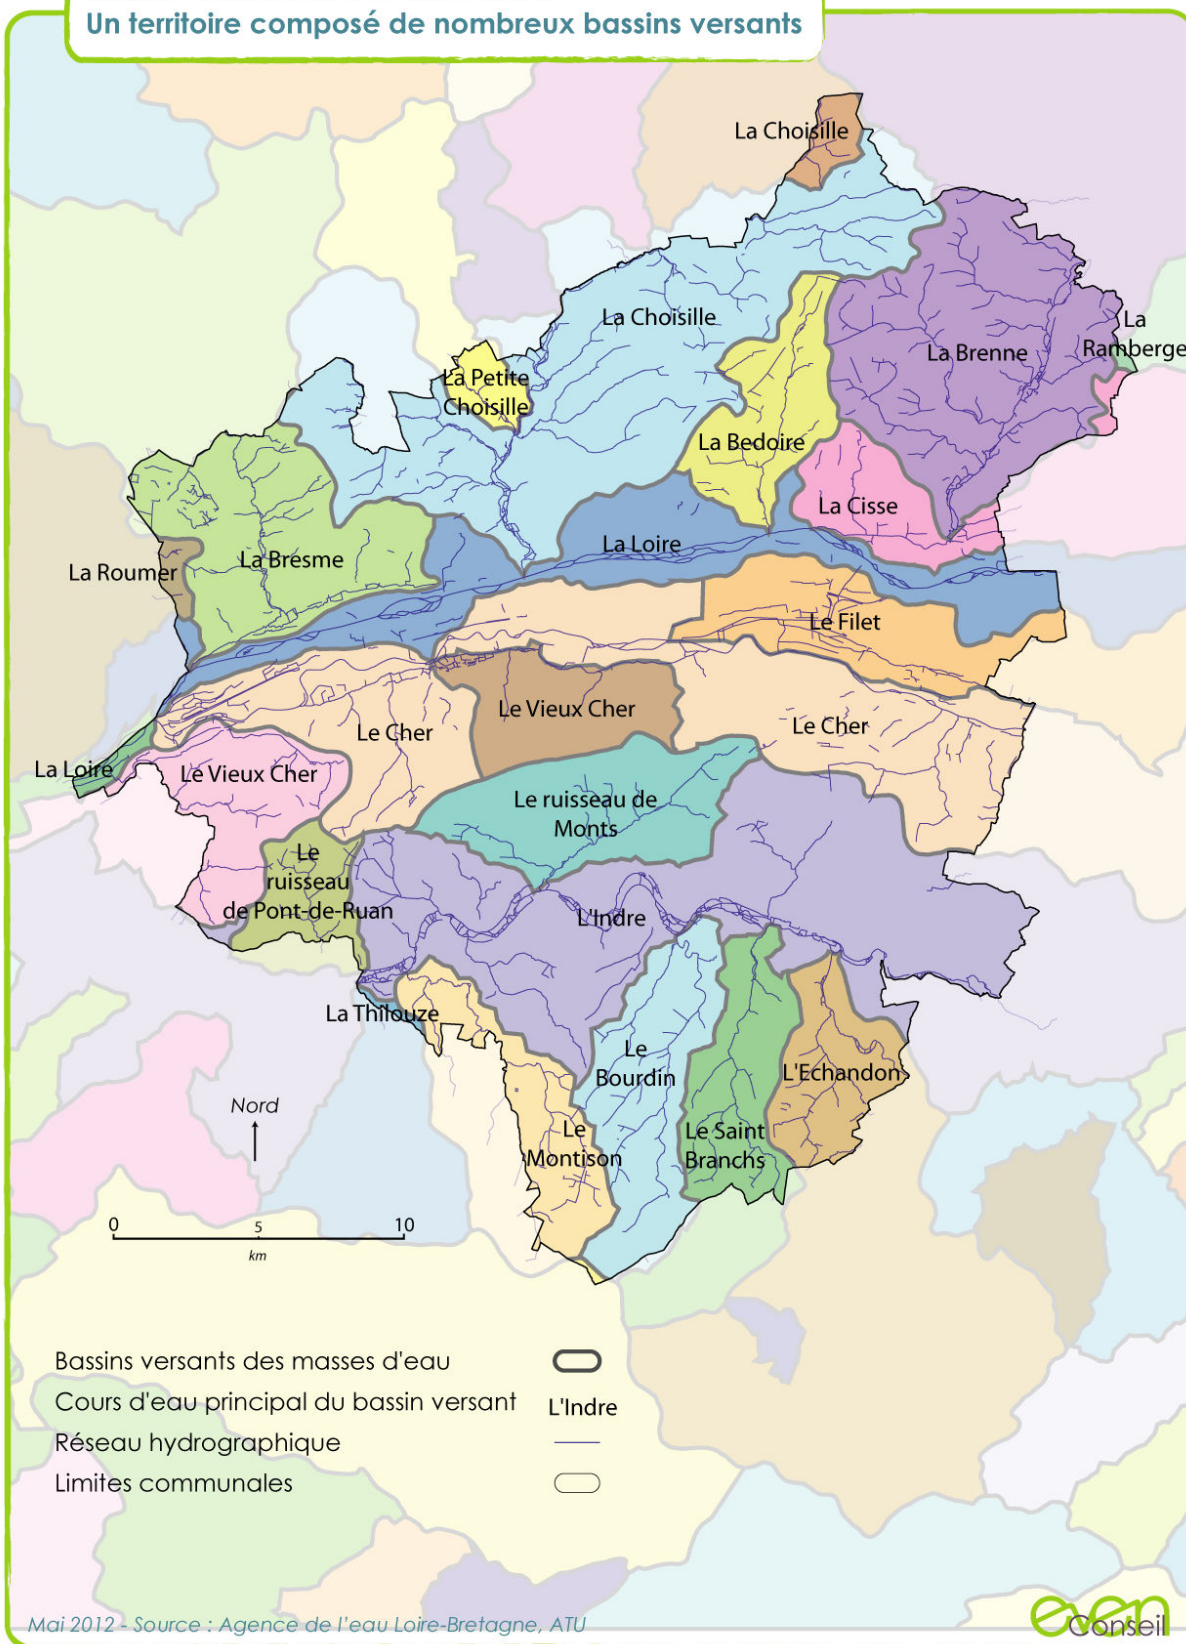 Un territoire composé de nombreux bassins versants
La Choisille
La Choisille
La
Ramberge
La Brenne
La Petite
Choisille
La Bedoire
La Cisse
La Loire
La Bresme
La Roumer
Le Filet
Le Vieux Cher
Le Cher
Le Cher
La Loire
Le Vieux Cher
Le ruisseau de
Monts
Le
ruisseau
de Pont-de-Ruan
L'Indre
La Thilouze
Le
Bourdin
L'Echandon
Nord
Le
Montison
Le Saint
Branchs
0 5 10
km
Bassins versants des masses d'eau
Cours d'eau principal du bassin versant L'Indre
Réseau hydrographique
Limites communales
Mai 2012 - Source : Agence de l'eau Loire-Bretagne, ATU
even
Conseil